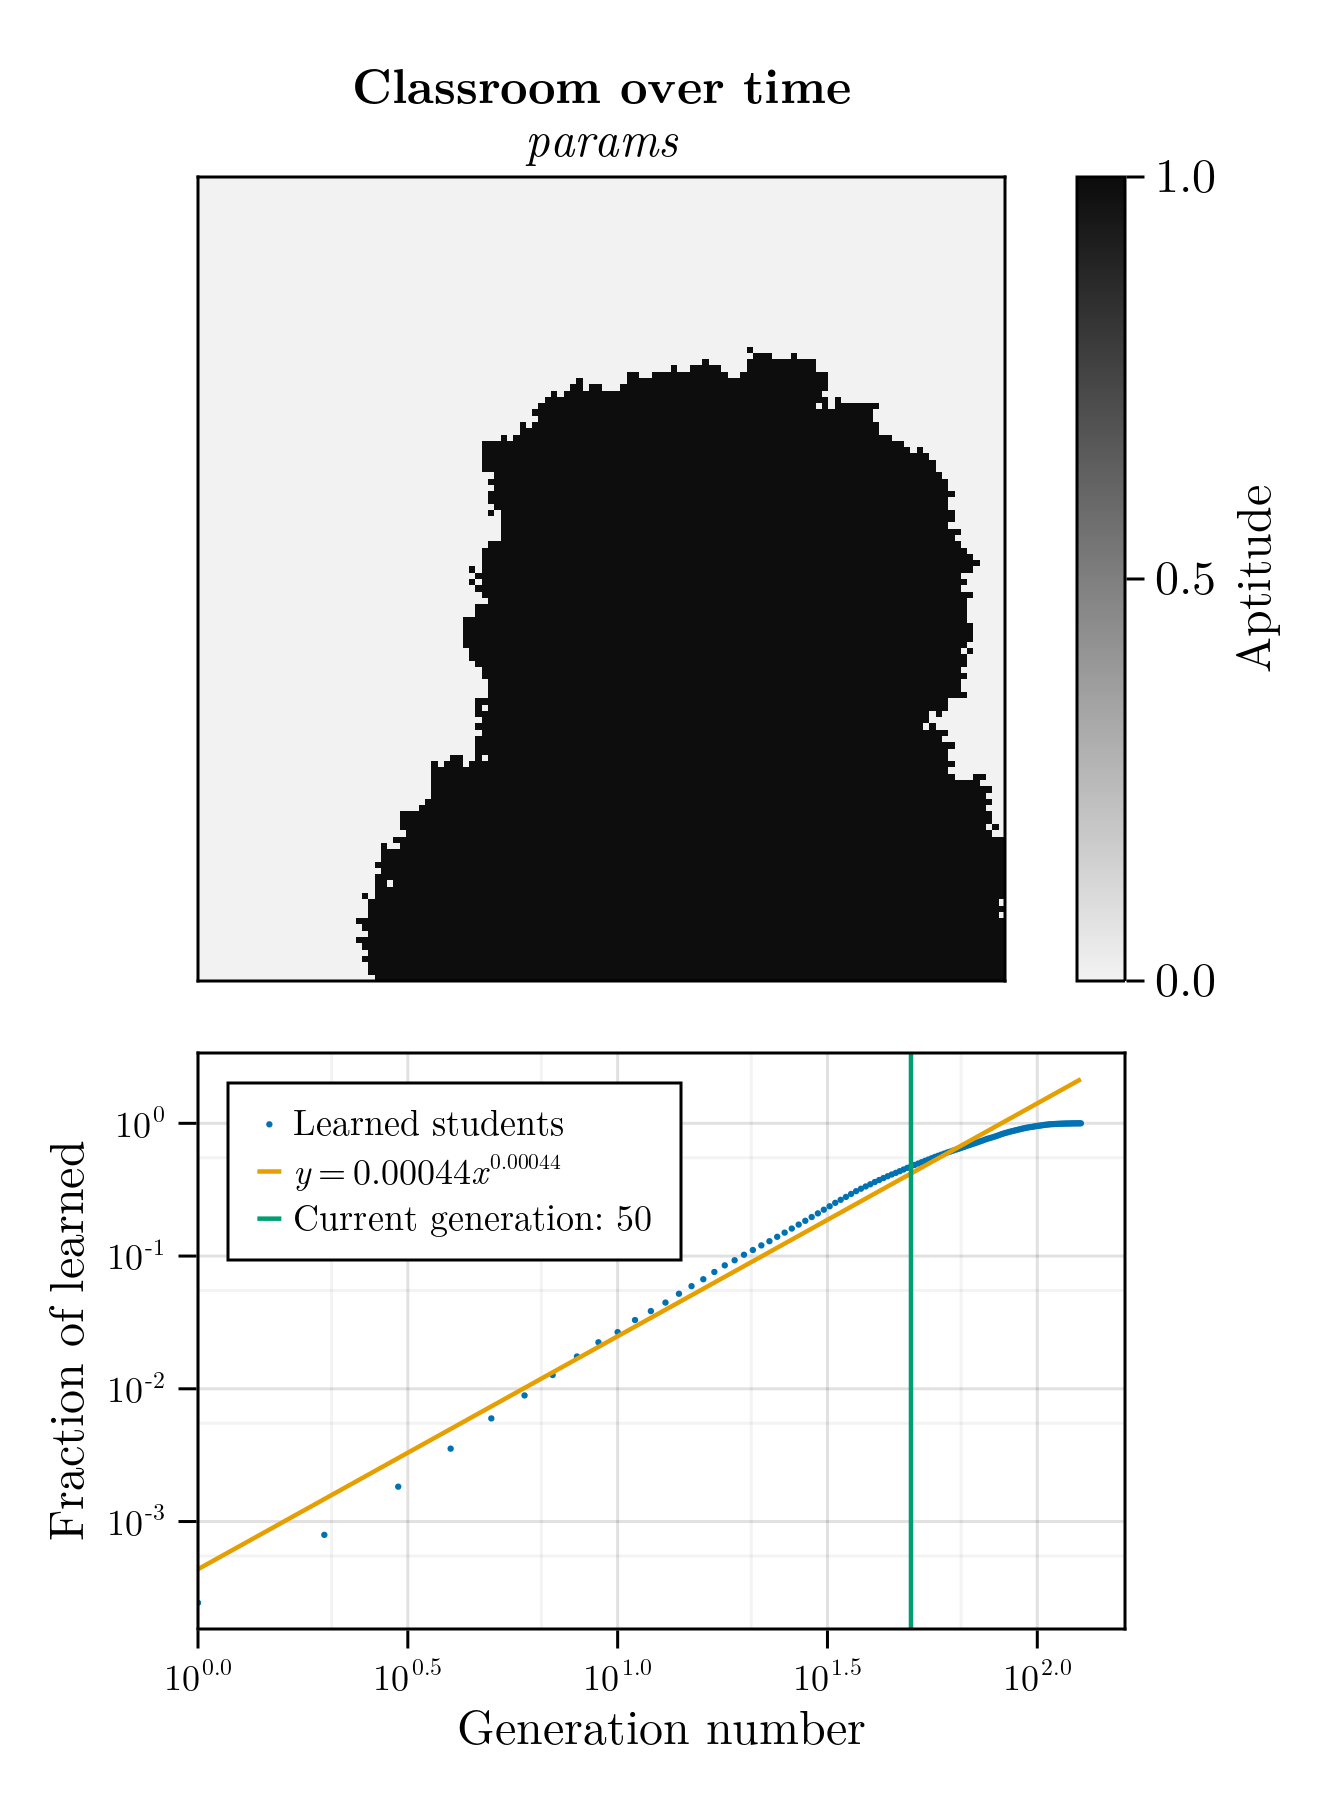 Classroom over time
params
1.0
0.5
0.0
Aptitude
Learned students
y = 0.00044x^0.00044
Current generation: 50
10^0
10^-1
10^-2
10^-3
Fraction of learned
10^0.0 10^0.5 10^1.0 10^1.5 10^2.0
Generation number